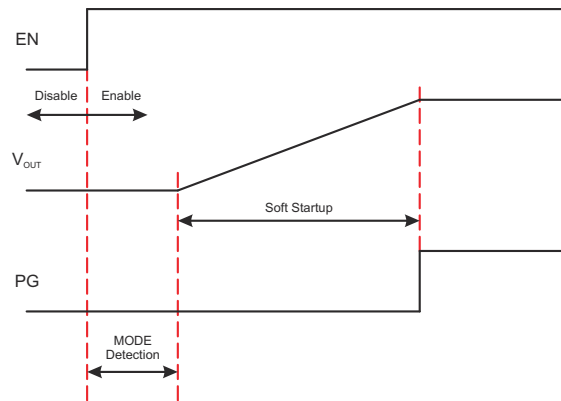 EN
Disable
Enable
VOUT
Soft Startup
PG
MODE
Detection